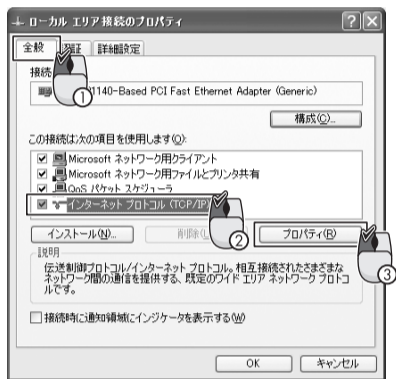 ローカル エリア接続のプロパティ
全般 認証 詳細設定
①
接続
1140-Based PCI Fast Ethernet Adapter (Generic)
構成(C)...
この接続は次の項目を使用します(O):
Microsoft ネットワーク用クライアント
Microsoft ネットワーク用ファイルとプリンタ共有
QoS パケット スケジューラ
インターネット プロトコル (TCP/IP)
②
インストール(N)... 削除 プロパティ(R)
③
説明
伝送制御プロトコル/インターネット プロトコル。相互接続されたさまざまな
ネットワーク間の通信を提供する、既定のワイド エリア ネットワーク プロトコ
ルです。
接続時に通知領域にインジケータを表示する(W)
OK キャンセル